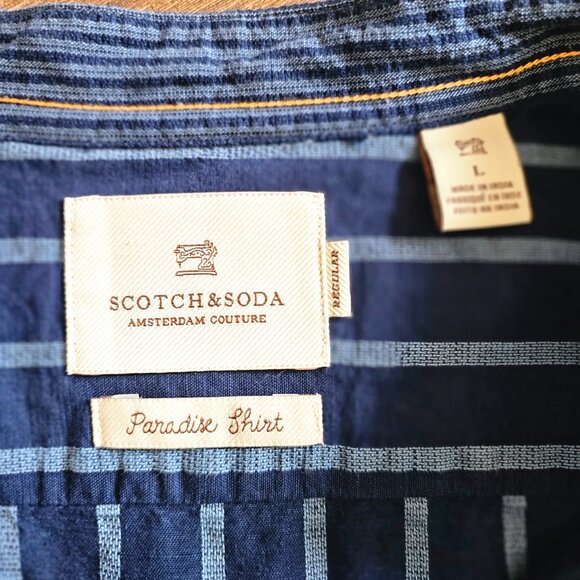 SCOTCH&SODA
AMSTERDAM COUTURE
REGULAR
Paradise Shirt
L
MADE IN INDIA
FABRIQUÉ EN INDE